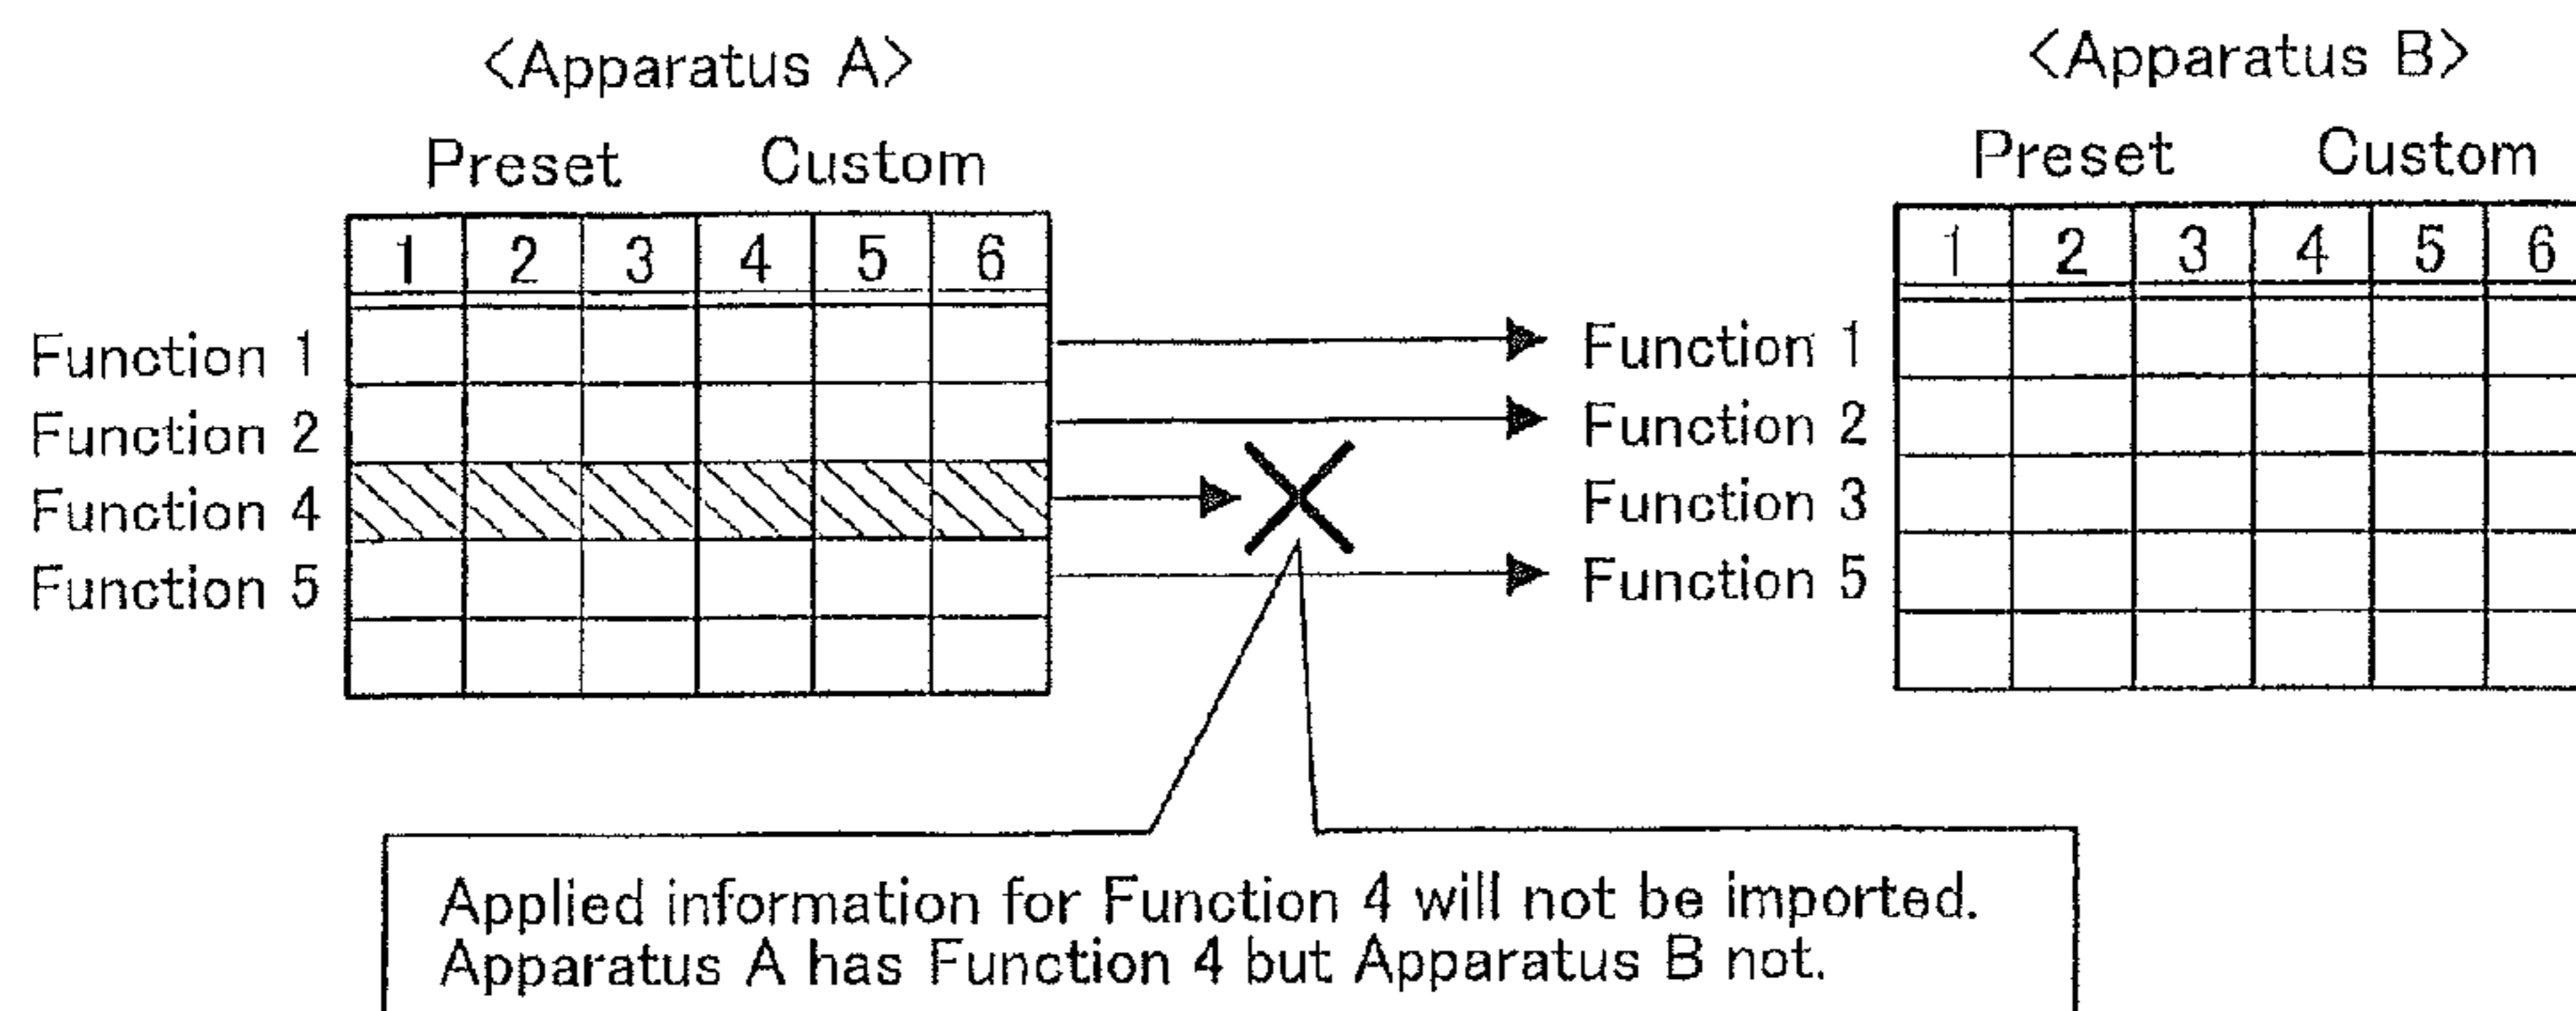 <Apparatus A>
Preset Custom
1 2 3 4 5 6
Function 1
Function 2
Function 4
Function 5
<Apparatus B>
Preset Custom
1 2 3 4 5 6
Function 1
Function 2
Function 3
Function 5
Applied information for Function 4 will not be imported.
Apparatus A has Function 4 but Apparatus B not.